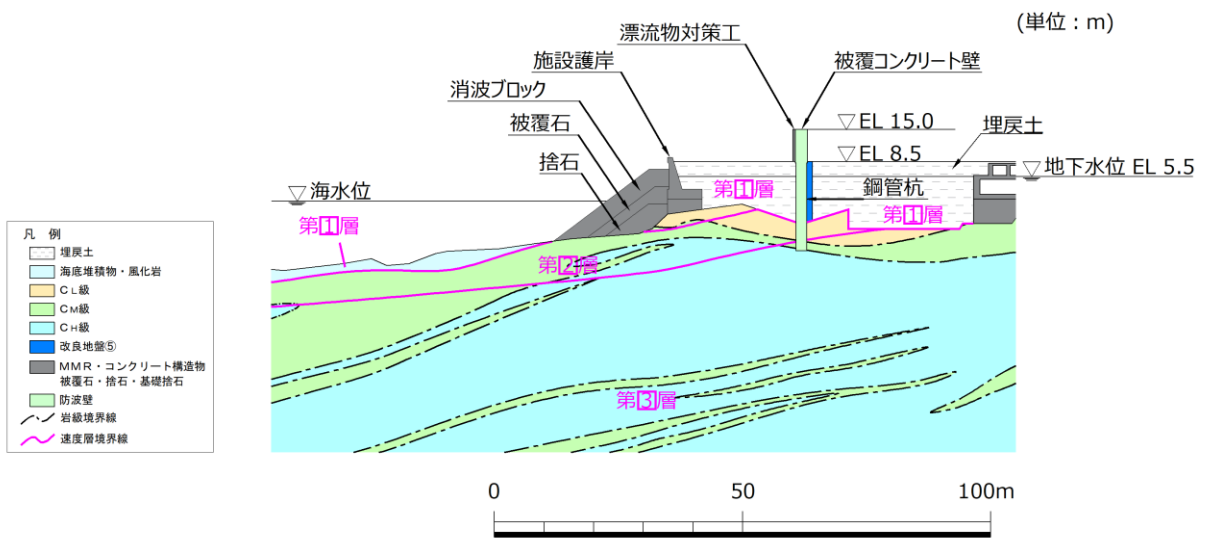 (単位：m)
漂流物対策工
施設護岸
被覆コンクリート壁
消波ブロック
被覆石
捨石
▽EL 15.0
埋戻土
▽EL 8.5
▽地下水位 EL 5.5
鋼管杭
▽海水位
第1層
第1層
第1層
第2層
第3層
凡 例
埋戻土
海底堆積物・風化岩
CL級
CM級
CH級
改良地盤⑤
MMR・コンクリート構造物
被覆石・捨石・基礎捨石
防波壁
岩級境界線
速度層境界線
0
50
100m